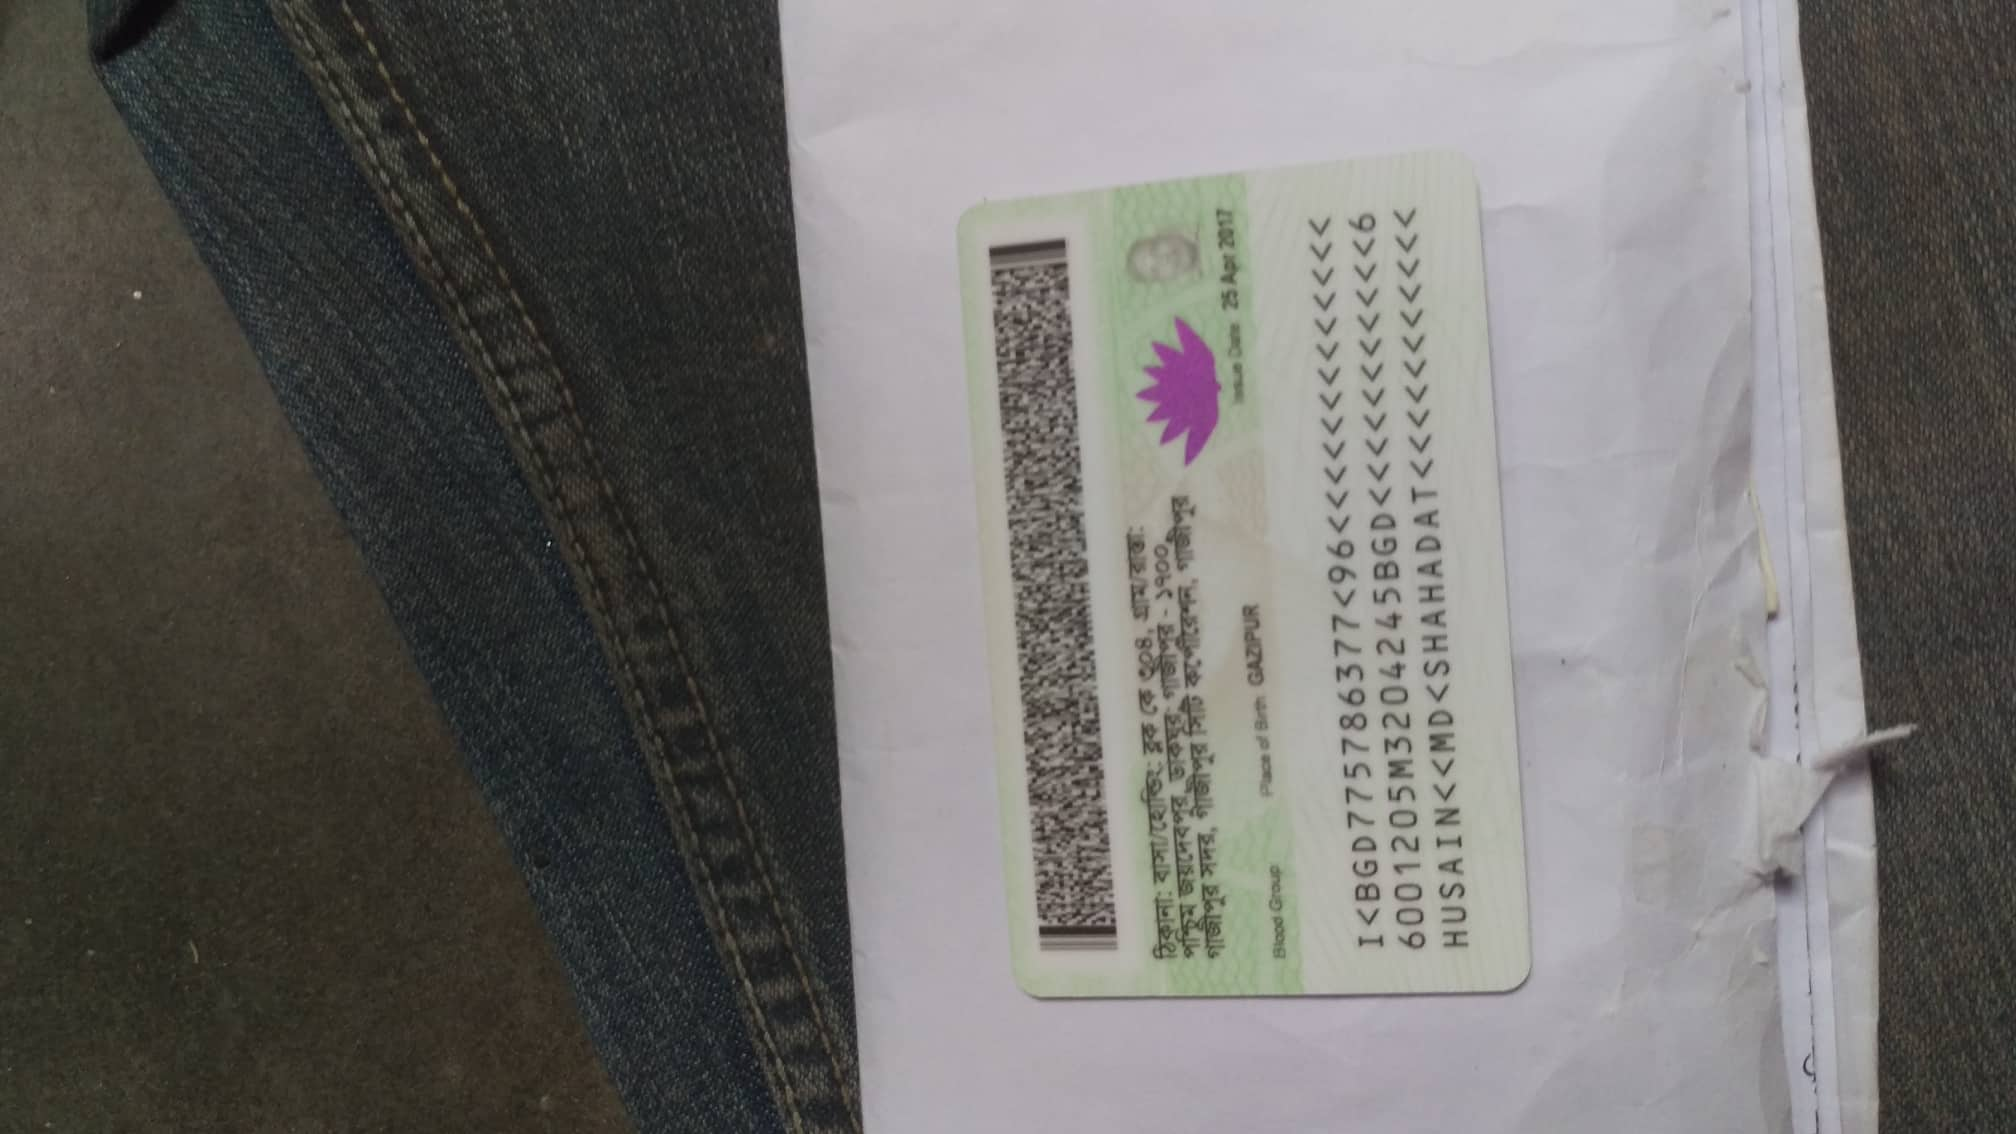 ঠিকানা: বাসা/হোল্ডিং: ব্লক কে ৩০৪, গ্রাম/রাস্তা:
পশ্চিম জয়দেবপুর, ডাকঘর: গাজীপুর - ১৭০০,
গাজীপুর সদর, গাজীপুর সিটি কর্পোরেশন, গাজীপুর
Blood Group Place of Birth GAZIPUR Issue Date 25 Apr 2017
I<BGD775786377<96<<<<<<<<<<<<<
6001205M3204245BGD<<<<<<<<<<<6
HUSAIN<<MD<SHAHADAT<<<<<<<<<<<